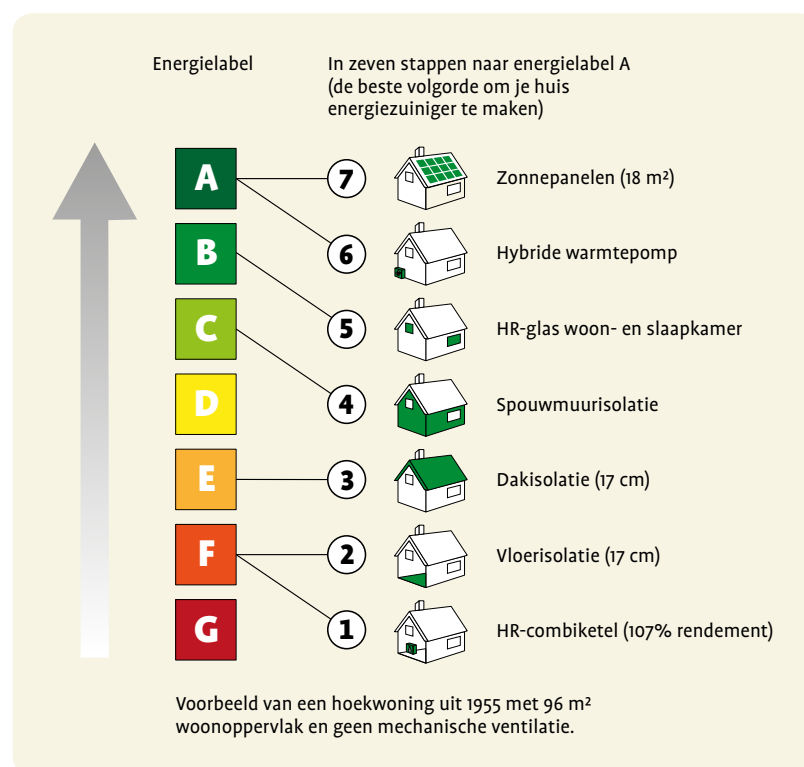 Energielabel
In zeven stappen naar energielabel A
(de beste volgorde om je huis
energiezuiniger te maken)
A
7
Zonnepanelen (18 m²)
B
6
Hybride warmtepomp
C
5
HR-glas woon- en slaapkamer
D
4
Spouwmuurisolatie
E
3
Dakisolatie (17 cm)
F
2
Vloerisolatie (17 cm)
G
1
HR-combiketel (107% rendement)
Voorbeeld van een hoekwoning uit 1955 met 96 m²
woonoppervlak en geen mechanische ventilatie.